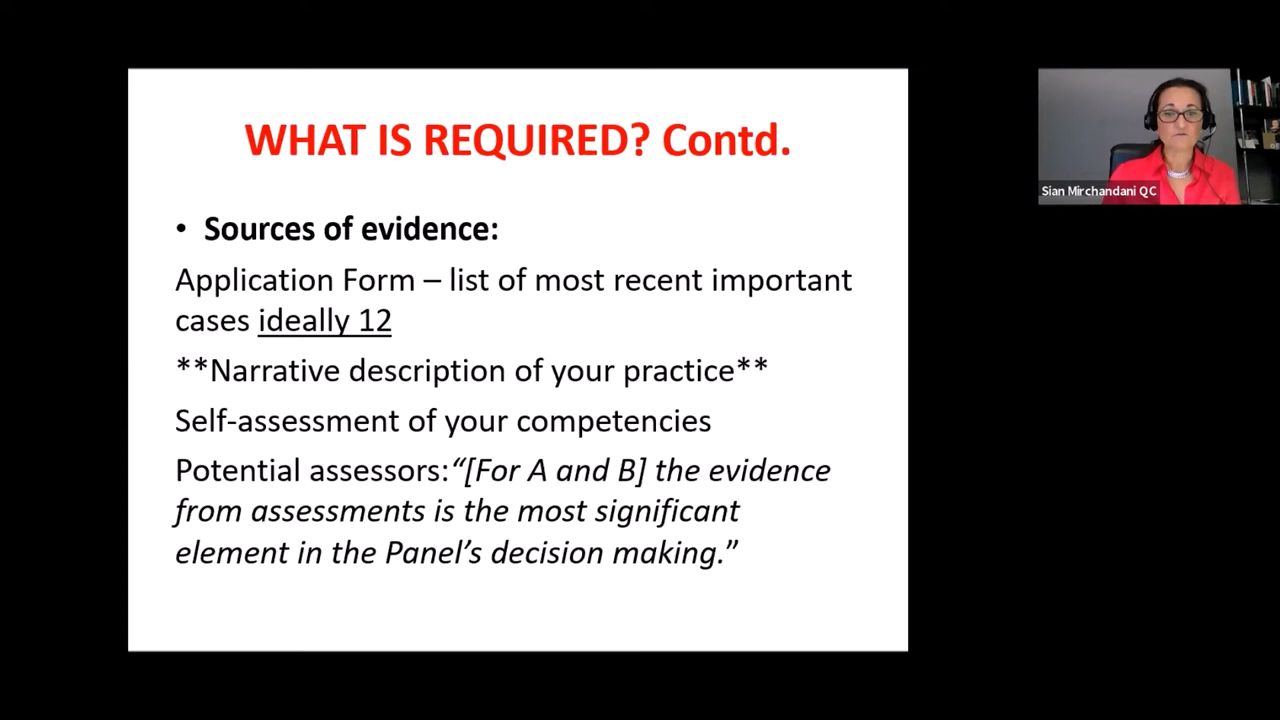 WHAT IS REQUIRED? Contd.
• Sources of evidence:
Application Form – list of most recent important
cases ideally 12
**Narrative description of your practice**
Self-assessment of your competencies
Potential assessors:“[For A and B] the evidence
from assessments is the most significant
element in the Panel’s decision making.”
Sian Mirchandani QC